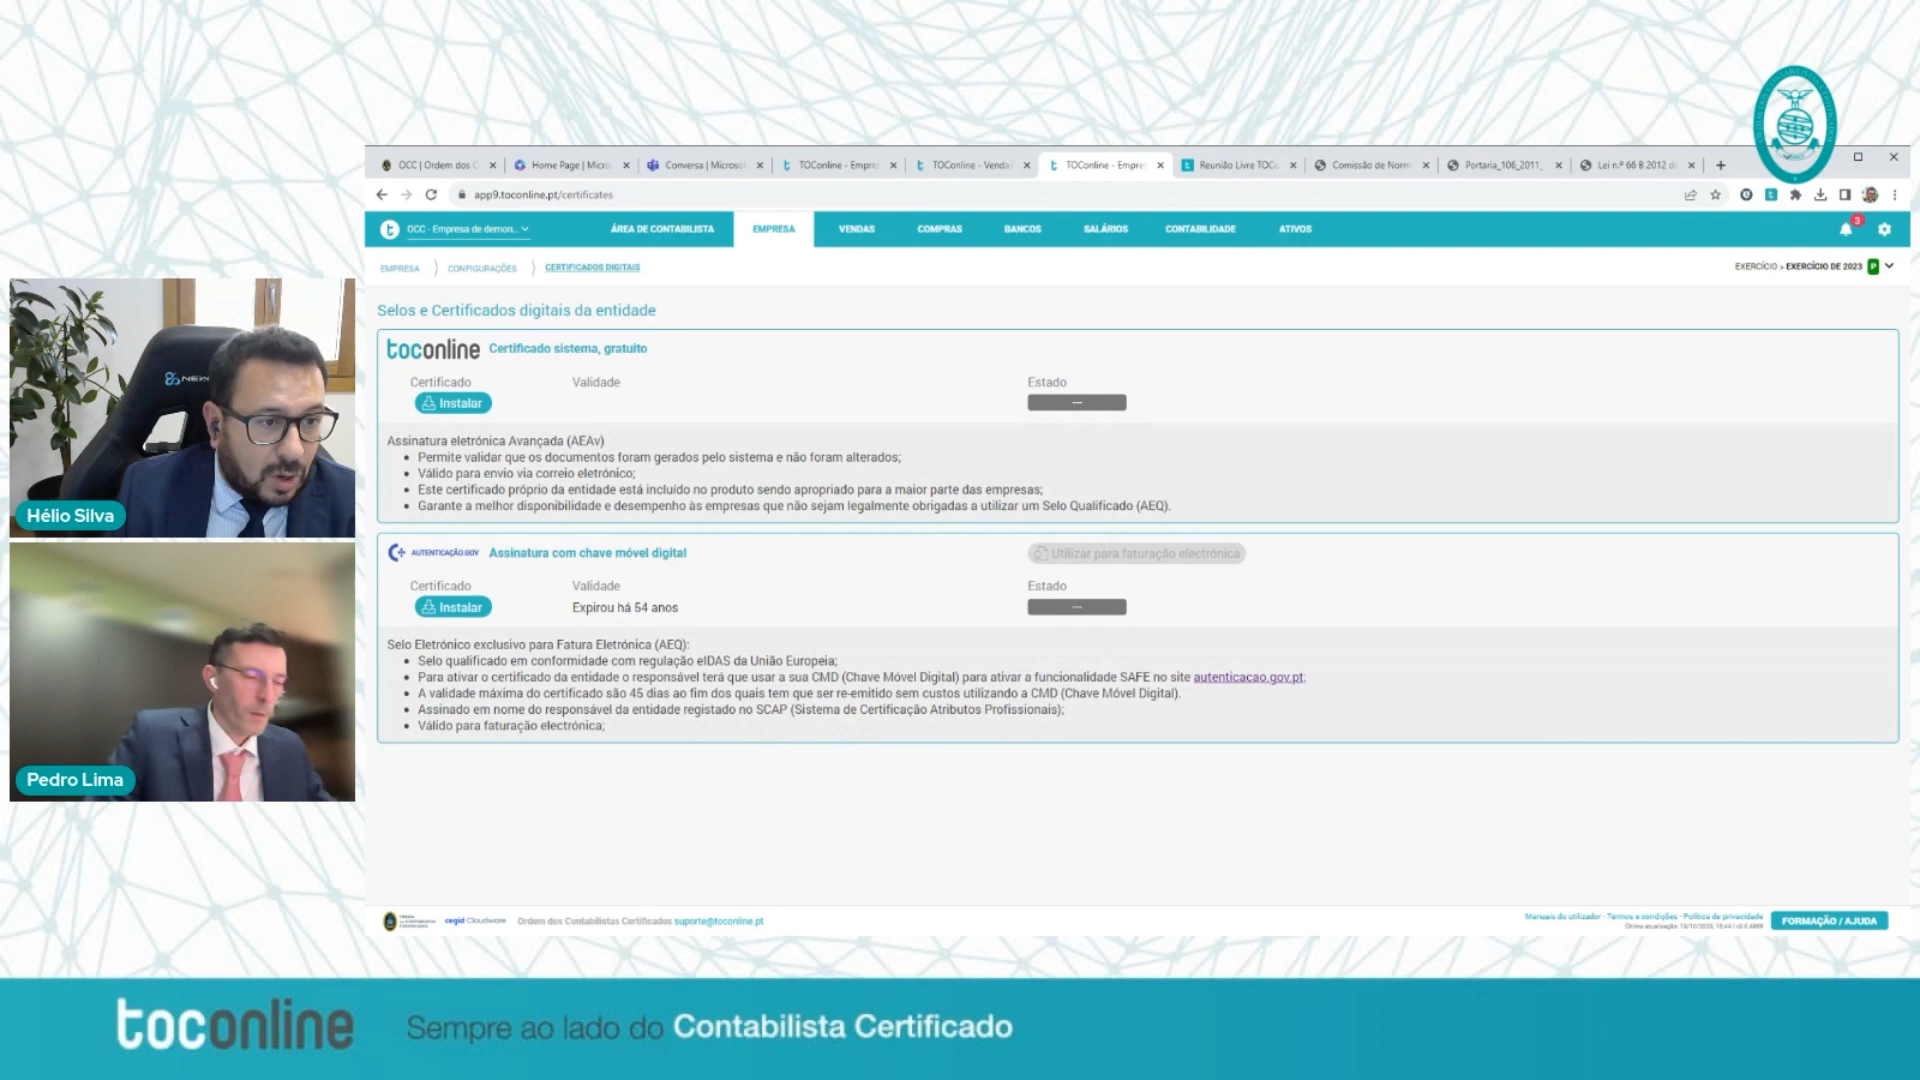 OCC | Ordem dos C
Home Page | Micro
Conversa | Microso
TOConline - Empre
TOConline - Venda
TOConline - Empre
Reunião Livre TOC
Comissão de Norm
Portaria_106_2011_
Lei n.º 66 B 2012 d
app9.toconline.pt/certificates
OCC - Empresa de demon...
ÁREA DE CONTABILISTA
EMPRESA
VENDAS
COMPRAS
BANCOS
SALÁRIOS
CONTABILIDADE
ATIVOS
3
EMPRESA
CONFIGURAÇÕES
CERTIFICADOS DIGITAIS
EXERCÍCIO » EXERCÍCIO DE 2023 P
Selos e Certificados digitais da entidade
toconline Certificado sistema, gratuito
Certificado Validade Estado
Instalar ---
Assinatura eletrónica Avançada (AEAv)
Permite validar que os documentos foram gerados pelo sistema e não foram alterados;
Válido para envio via correio eletrónico;
Este certificado próprio da entidade está incluído no produto sendo apropriado para a maior parte das empresas;
Garante a melhor disponibilidade e desempenho às empresas que não sejam legalmente obrigadas a utilizar um Selo Qualificado (AEQ).
AUTENTICAÇÃO.GOV Assinatura com chave móvel digital Utilizar para faturação electrónica
Certificado Validade Estado
Instalar Expirou há 54 anos ---
Selo Eletrónico exclusivo para Fatura Eletrónica (AEQ):
Selo qualificado em conformidade com regulação eIDAS da União Europeia;
Para ativar o certificado da entidade o responsável terá que usar a sua CMD (Chave Móvel Digital) para ativar a funcionalidade SAFE no site autenticacao.gov.pt;
A validade máxima do certificado são 45 dias ao fim dos quais tem que ser re-emitido sem custos utilizando a CMD (Chave Móvel Digital).
Assinado em nome do responsável da entidade registado no SCAP (Sistema de Certificação Atributos Profissionais);
Válido para faturação electrónica;
Hélio Silva
Pedro Lima
cegid Cloudware Ordem dos Contabilistas Certificados suporte@toconline.pt
Manuais do utilizador - Termos e condições - Política de privacidade
FORMAÇÃO / AJUDA
toconline Sempre ao lado do Contabilista Certificado